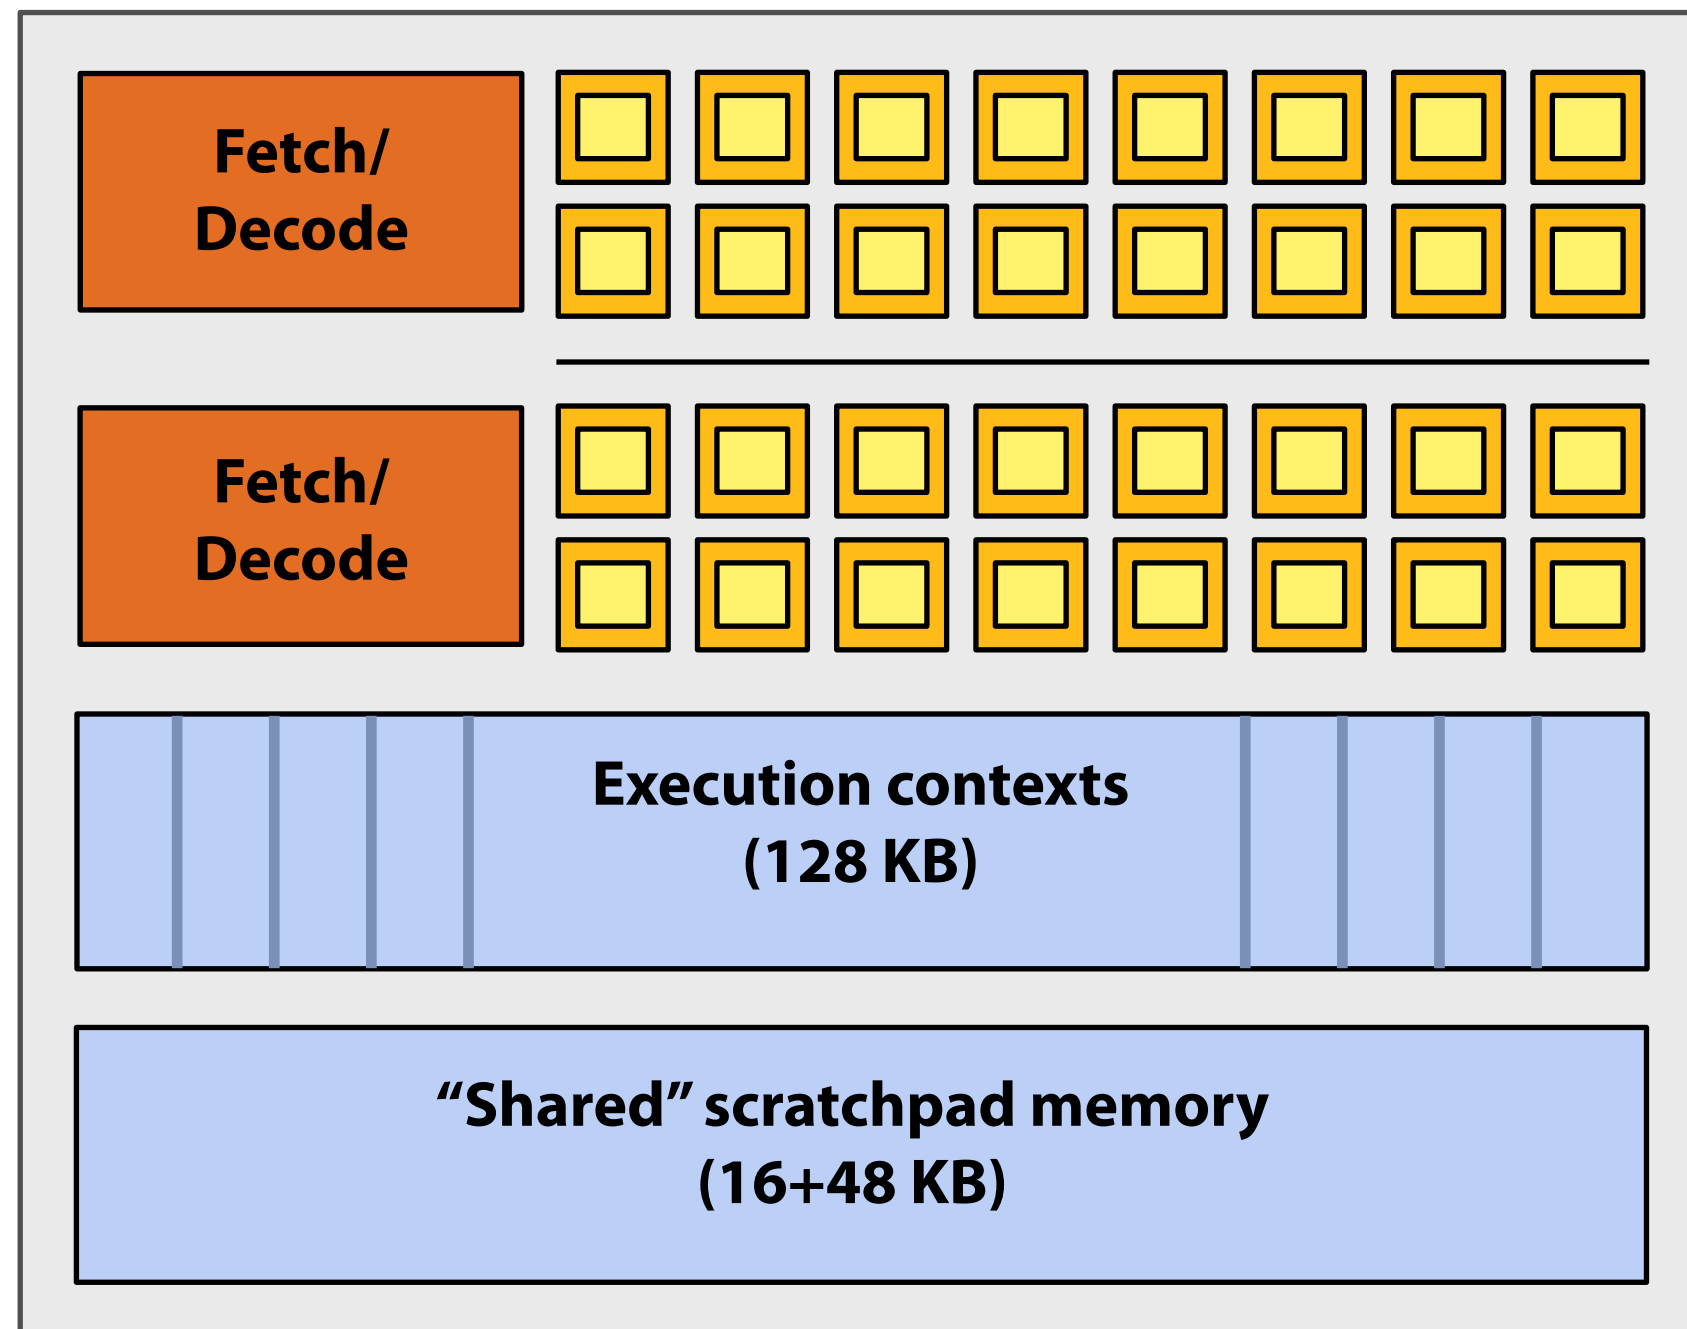 Fetch/
Decode
Fetch/
Decode
Execution contexts
(128 KB)
“Shared” scratchpad memory
(16+48 KB)